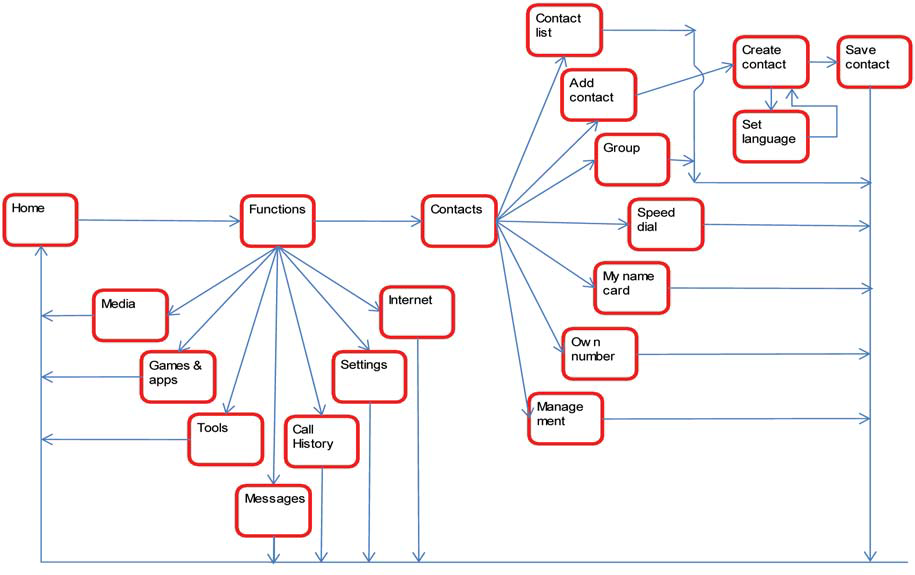 Contact
list
Create
contact
Save
contact
Add
contact
Set
language
Group
Home
Functions
Contacts
Speed
dial
My name
card
Media
Internet
Own
number
Games &
apps
Settings
Manage
ment
Tools
Call
History
Messages